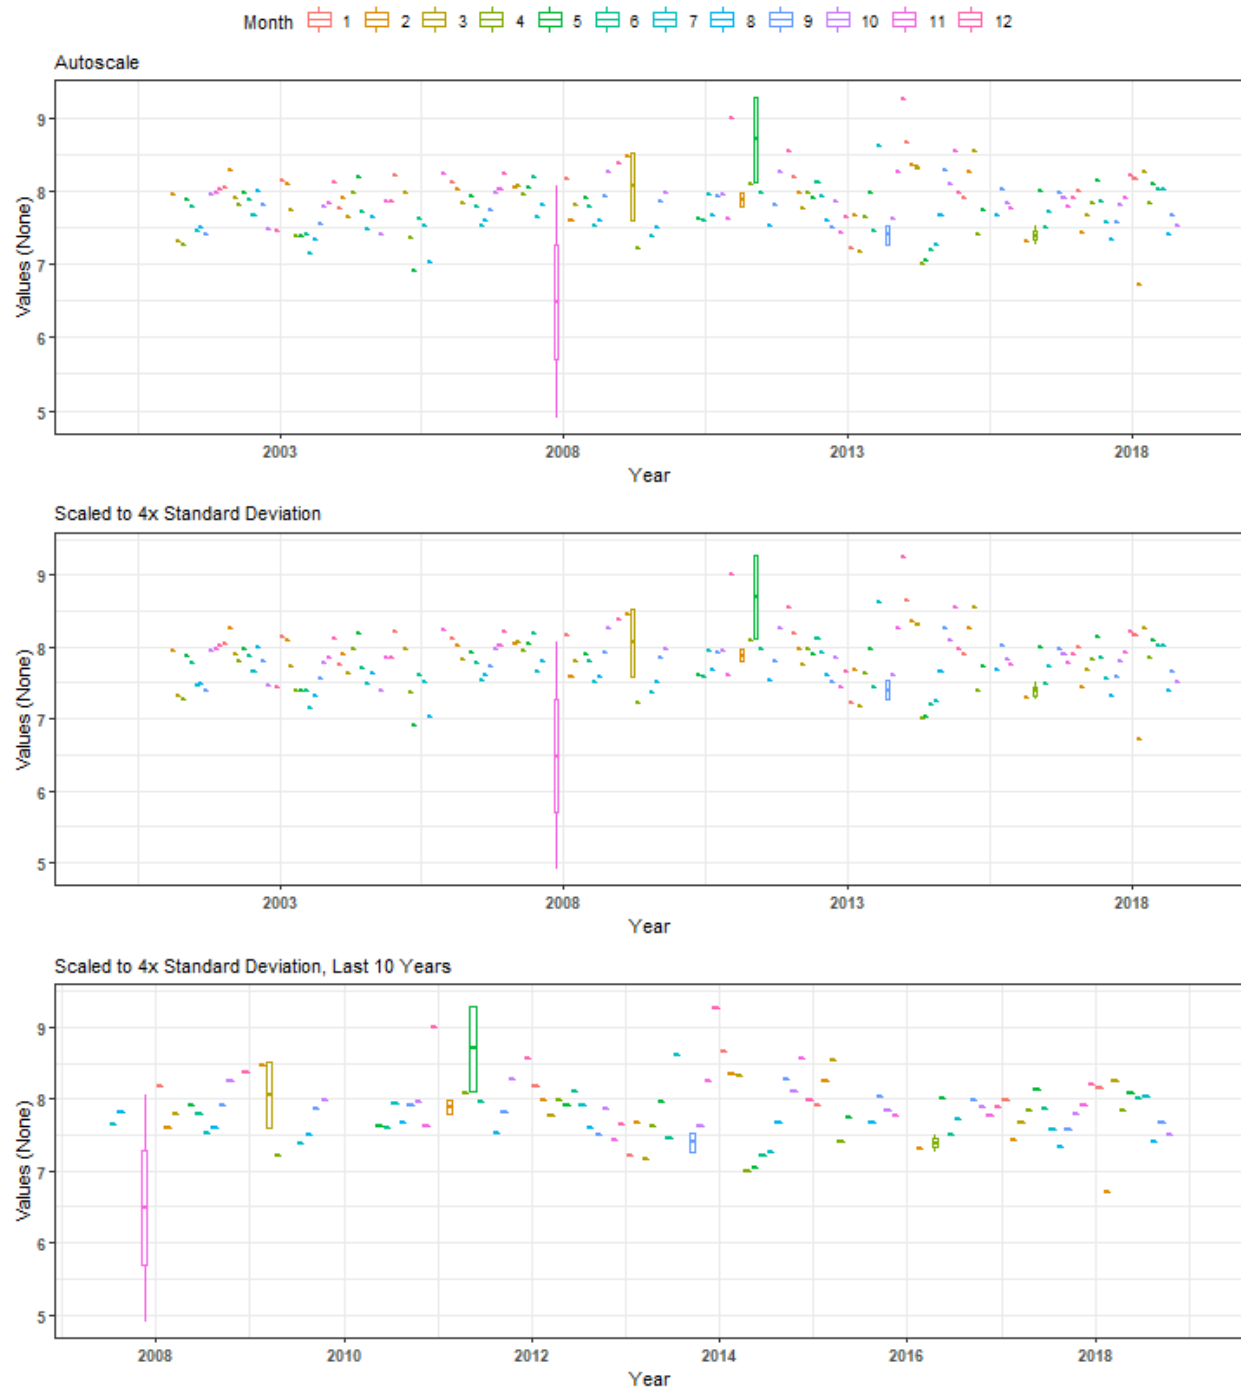 Month 1 2 3 4 5 6 7 8 9 10 11 12
Autoscale
Values (None)
9
8
7
6
5
2003 2008 2013 2018
Year
Scaled to 4x Standard Deviation
Values (None)
9
8
7
6
5
2003 2008 2013 2018
Year
Scaled to 4x Standard Deviation, Last 10 Years
Values (None)
9
8
7
6
5
2008 2010 2012 2014 2016 2018
Year